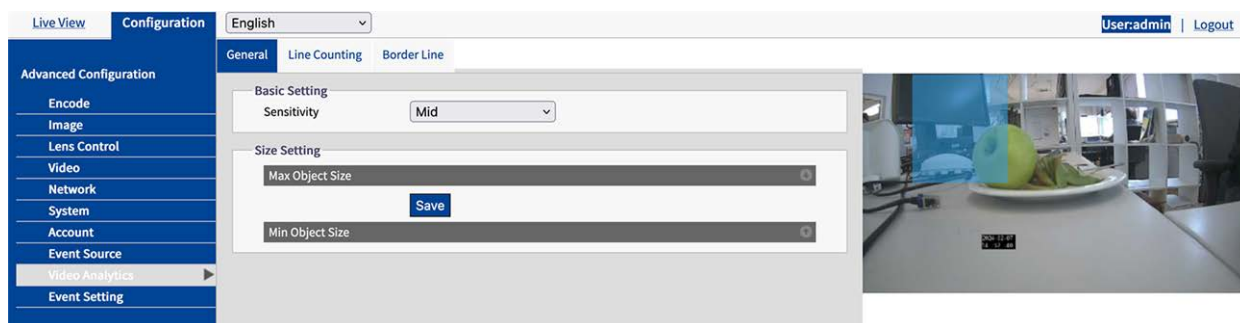 Live View Configuration English User:admin | Logout
General Line Counting Border Line
Advanced Configuration
Basic Setting
Encode
Sensitivity Mid
Image
Lens Control
Size Setting
Video
Max Object Size
Network
System
Save
Account
Min Object Size
Event Source
Video Analytics
Event Setting